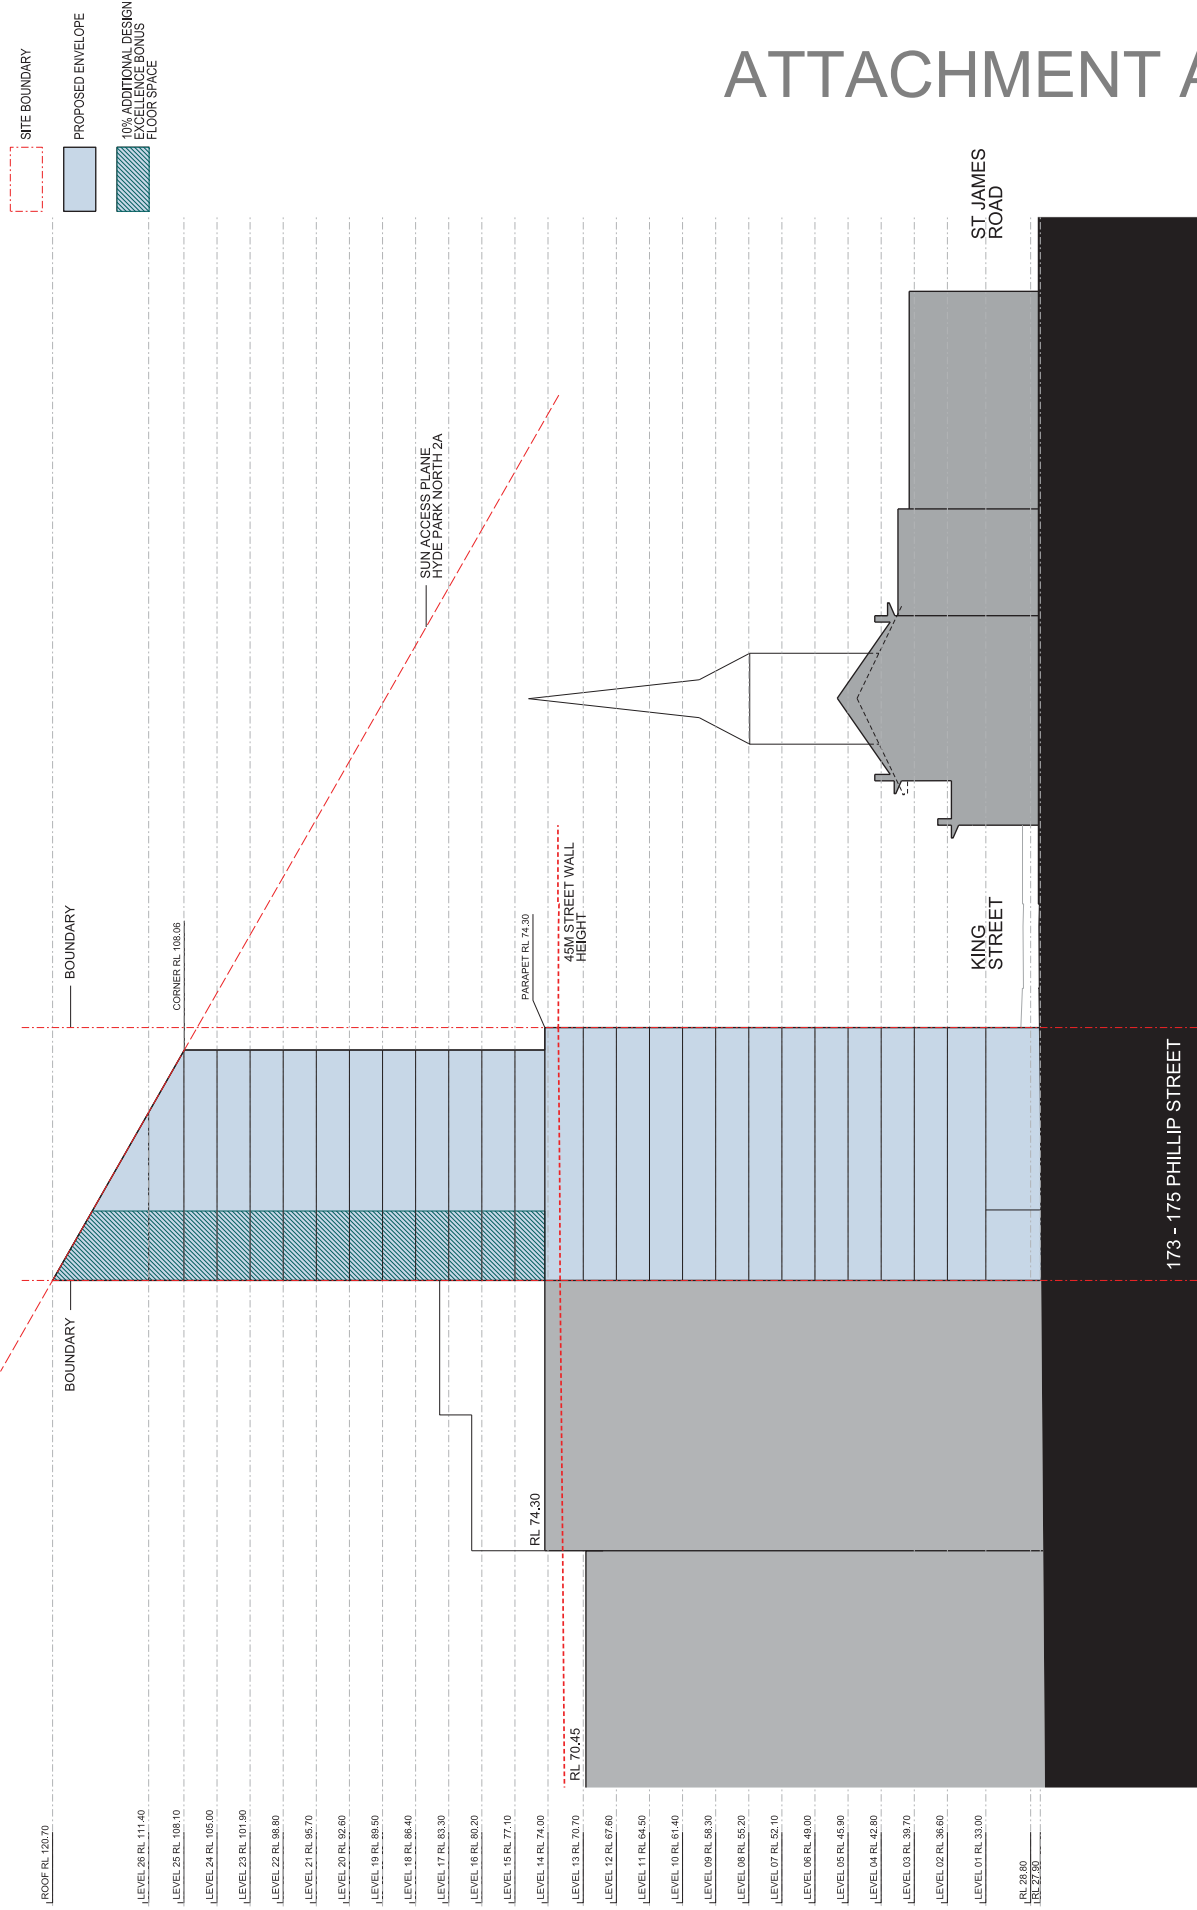 SITE BOUNDARY
PROPOSED ENVELOPE
10% ADDITIONAL DESIGN
EXCELLENCE BONUS
FLOOR SPACE
ATTACHMENT A
ST JAMES
ROAD
SUN ACCESS PLANE
HYDE PARK NORTH 2A
BOUNDARY
CORNER RL 108.06
PARAPET RL 74.30
45M STREET WALL
HEIGHT
KING
STREET
173 - 175 PHILLIP STREET
BOUNDARY
RL 74.30
RL 70.45
ROOF RL 120.70
LEVEL 26 RL 111.40
LEVEL 25 RL 108.10
LEVEL 24 RL 105.00
LEVEL 23 RL 101.90
LEVEL 22 RL 98.80
LEVEL 21 RL 95.70
LEVEL 20 RL 92.60
LEVEL 19 RL 89.50
LEVEL 18 RL 86.40
LEVEL 17 RL 83.30
LEVEL 16 RL 80.20
LEVEL 15 RL 77.10
LEVEL 14 RL 74.00
LEVEL 13 RL 70.70
LEVEL 12 RL 67.60
LEVEL 11 RL 64.50
LEVEL 10 RL 61.40
LEVEL 09 RL 58.30
LEVEL 08 RL 55.20
LEVEL 07 RL 52.10
LEVEL 06 RL 49.00
LEVEL 05 RL 45.90
LEVEL 04 RL 42.80
LEVEL 03 RL 39.70
LEVEL 02 RL 36.60
LEVEL 01 RL 33.00
RL 28.80
RL 27.90